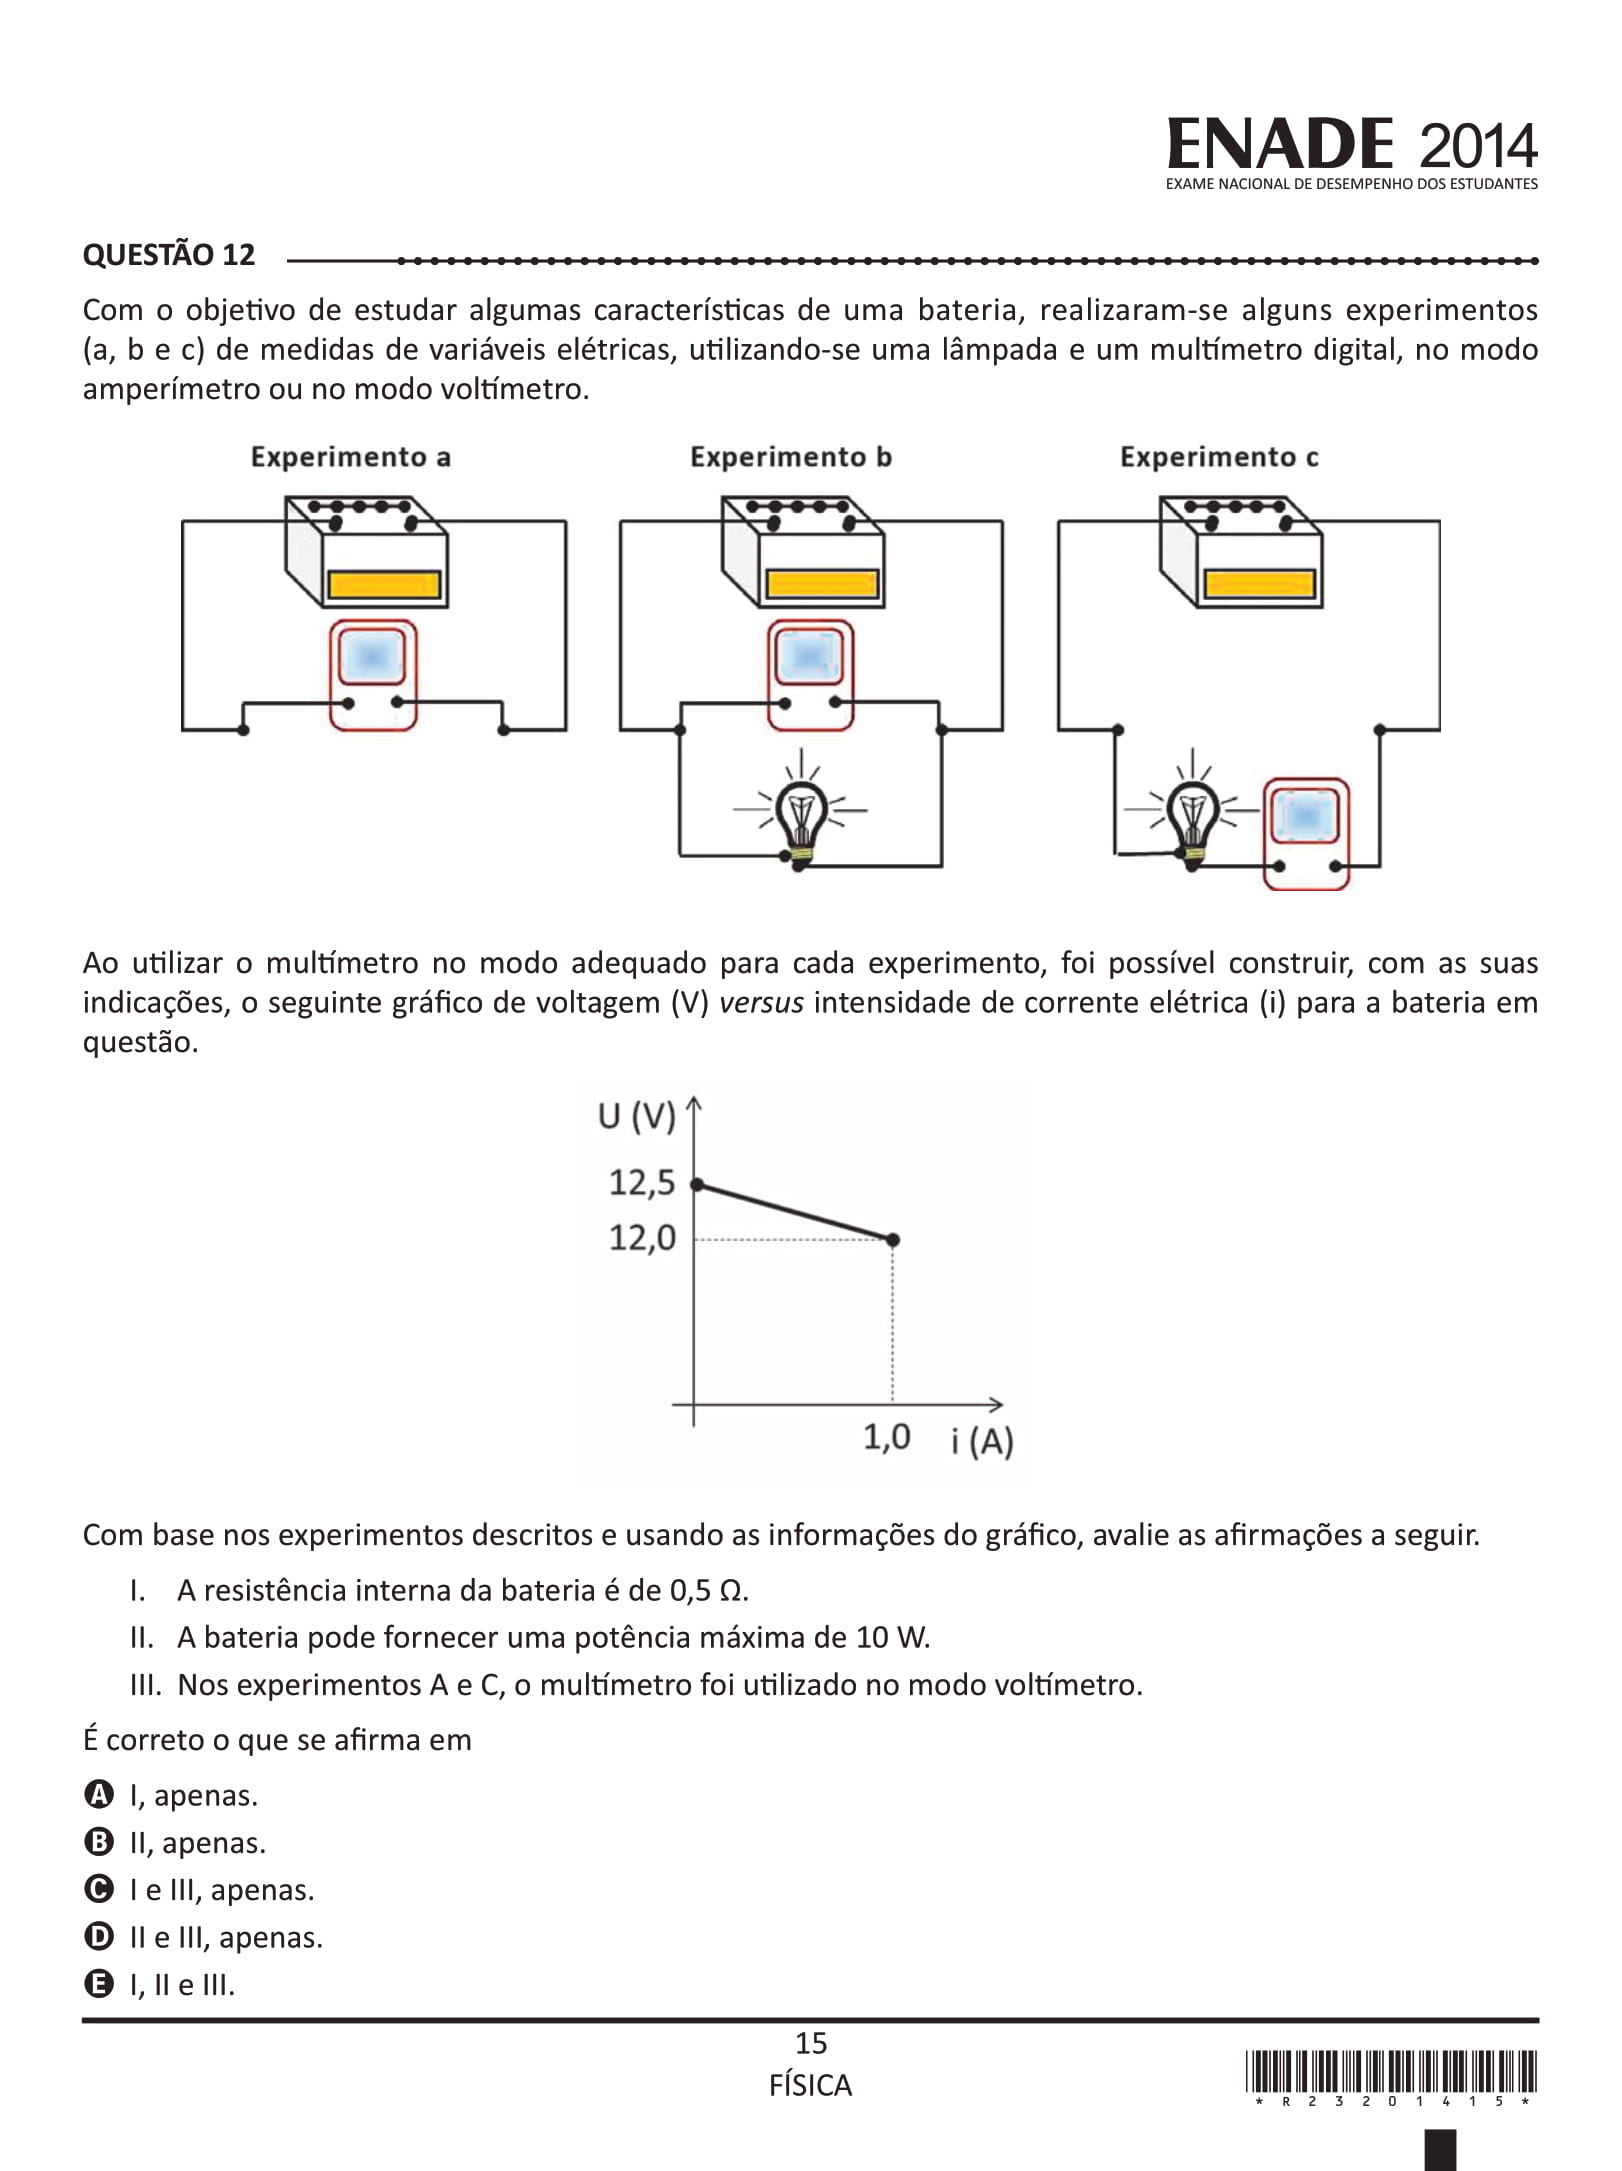 ENADE 2014
EXAME NACIONAL DE DESEMPENHO DOS ESTUDANTES
QUESTÃO 12
Com o objetivo de estudar algumas características de uma bateria, realizaram-se alguns experimentos
(a, b e c) de medidas de variáveis elétricas, utilizando-se uma lâmpada e um multímetro digital, no modo
amperímetro ou no modo voltímetro.
Experimento a
Experimento b
Experimento c
Ao utilizar o multímetro no modo adequado para cada experimento, foi possível construir, com as suas
indicações, o seguinte gráfico de voltagem (V) versus intensidade de corrente elétrica (i) para a bateria em
questão.
U (V)
12,5
12,0
1,0 i (A)
Com base nos experimentos descritos e usando as informações do gráfico, avalie as afirmações a seguir.
I. A resistência interna da bateria é de 0,5 Ω.
II. A bateria pode fornecer uma potência máxima de 10 W.
III. Nos experimentos A e C, o multímetro foi utilizado no modo voltímetro.
É correto o que se afirma em
A I, apenas.
B II, apenas.
C I e III, apenas.
D II e III, apenas.
E I, II e III.
15
FÍSICA
* R 2 3 2 0 1 4 1 5 *